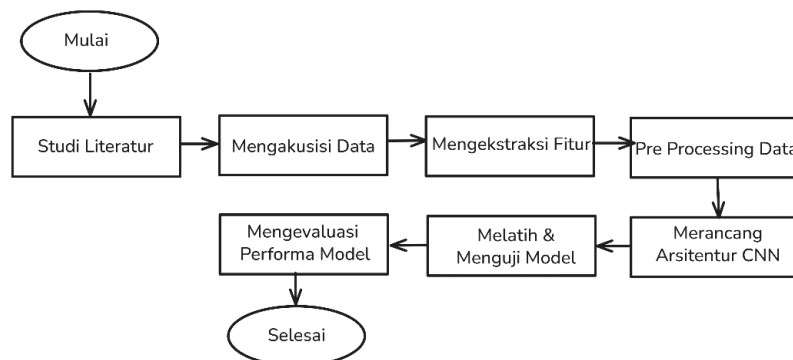 Mulai
Studi Literatur
Mengakusisi Data
Mengekstraksi Fitur
Pre Processing Data
Merancang
Arsitentur CNN
Melatih &
Menguji Model
Mengevaluasi
Performa Model
Selesai